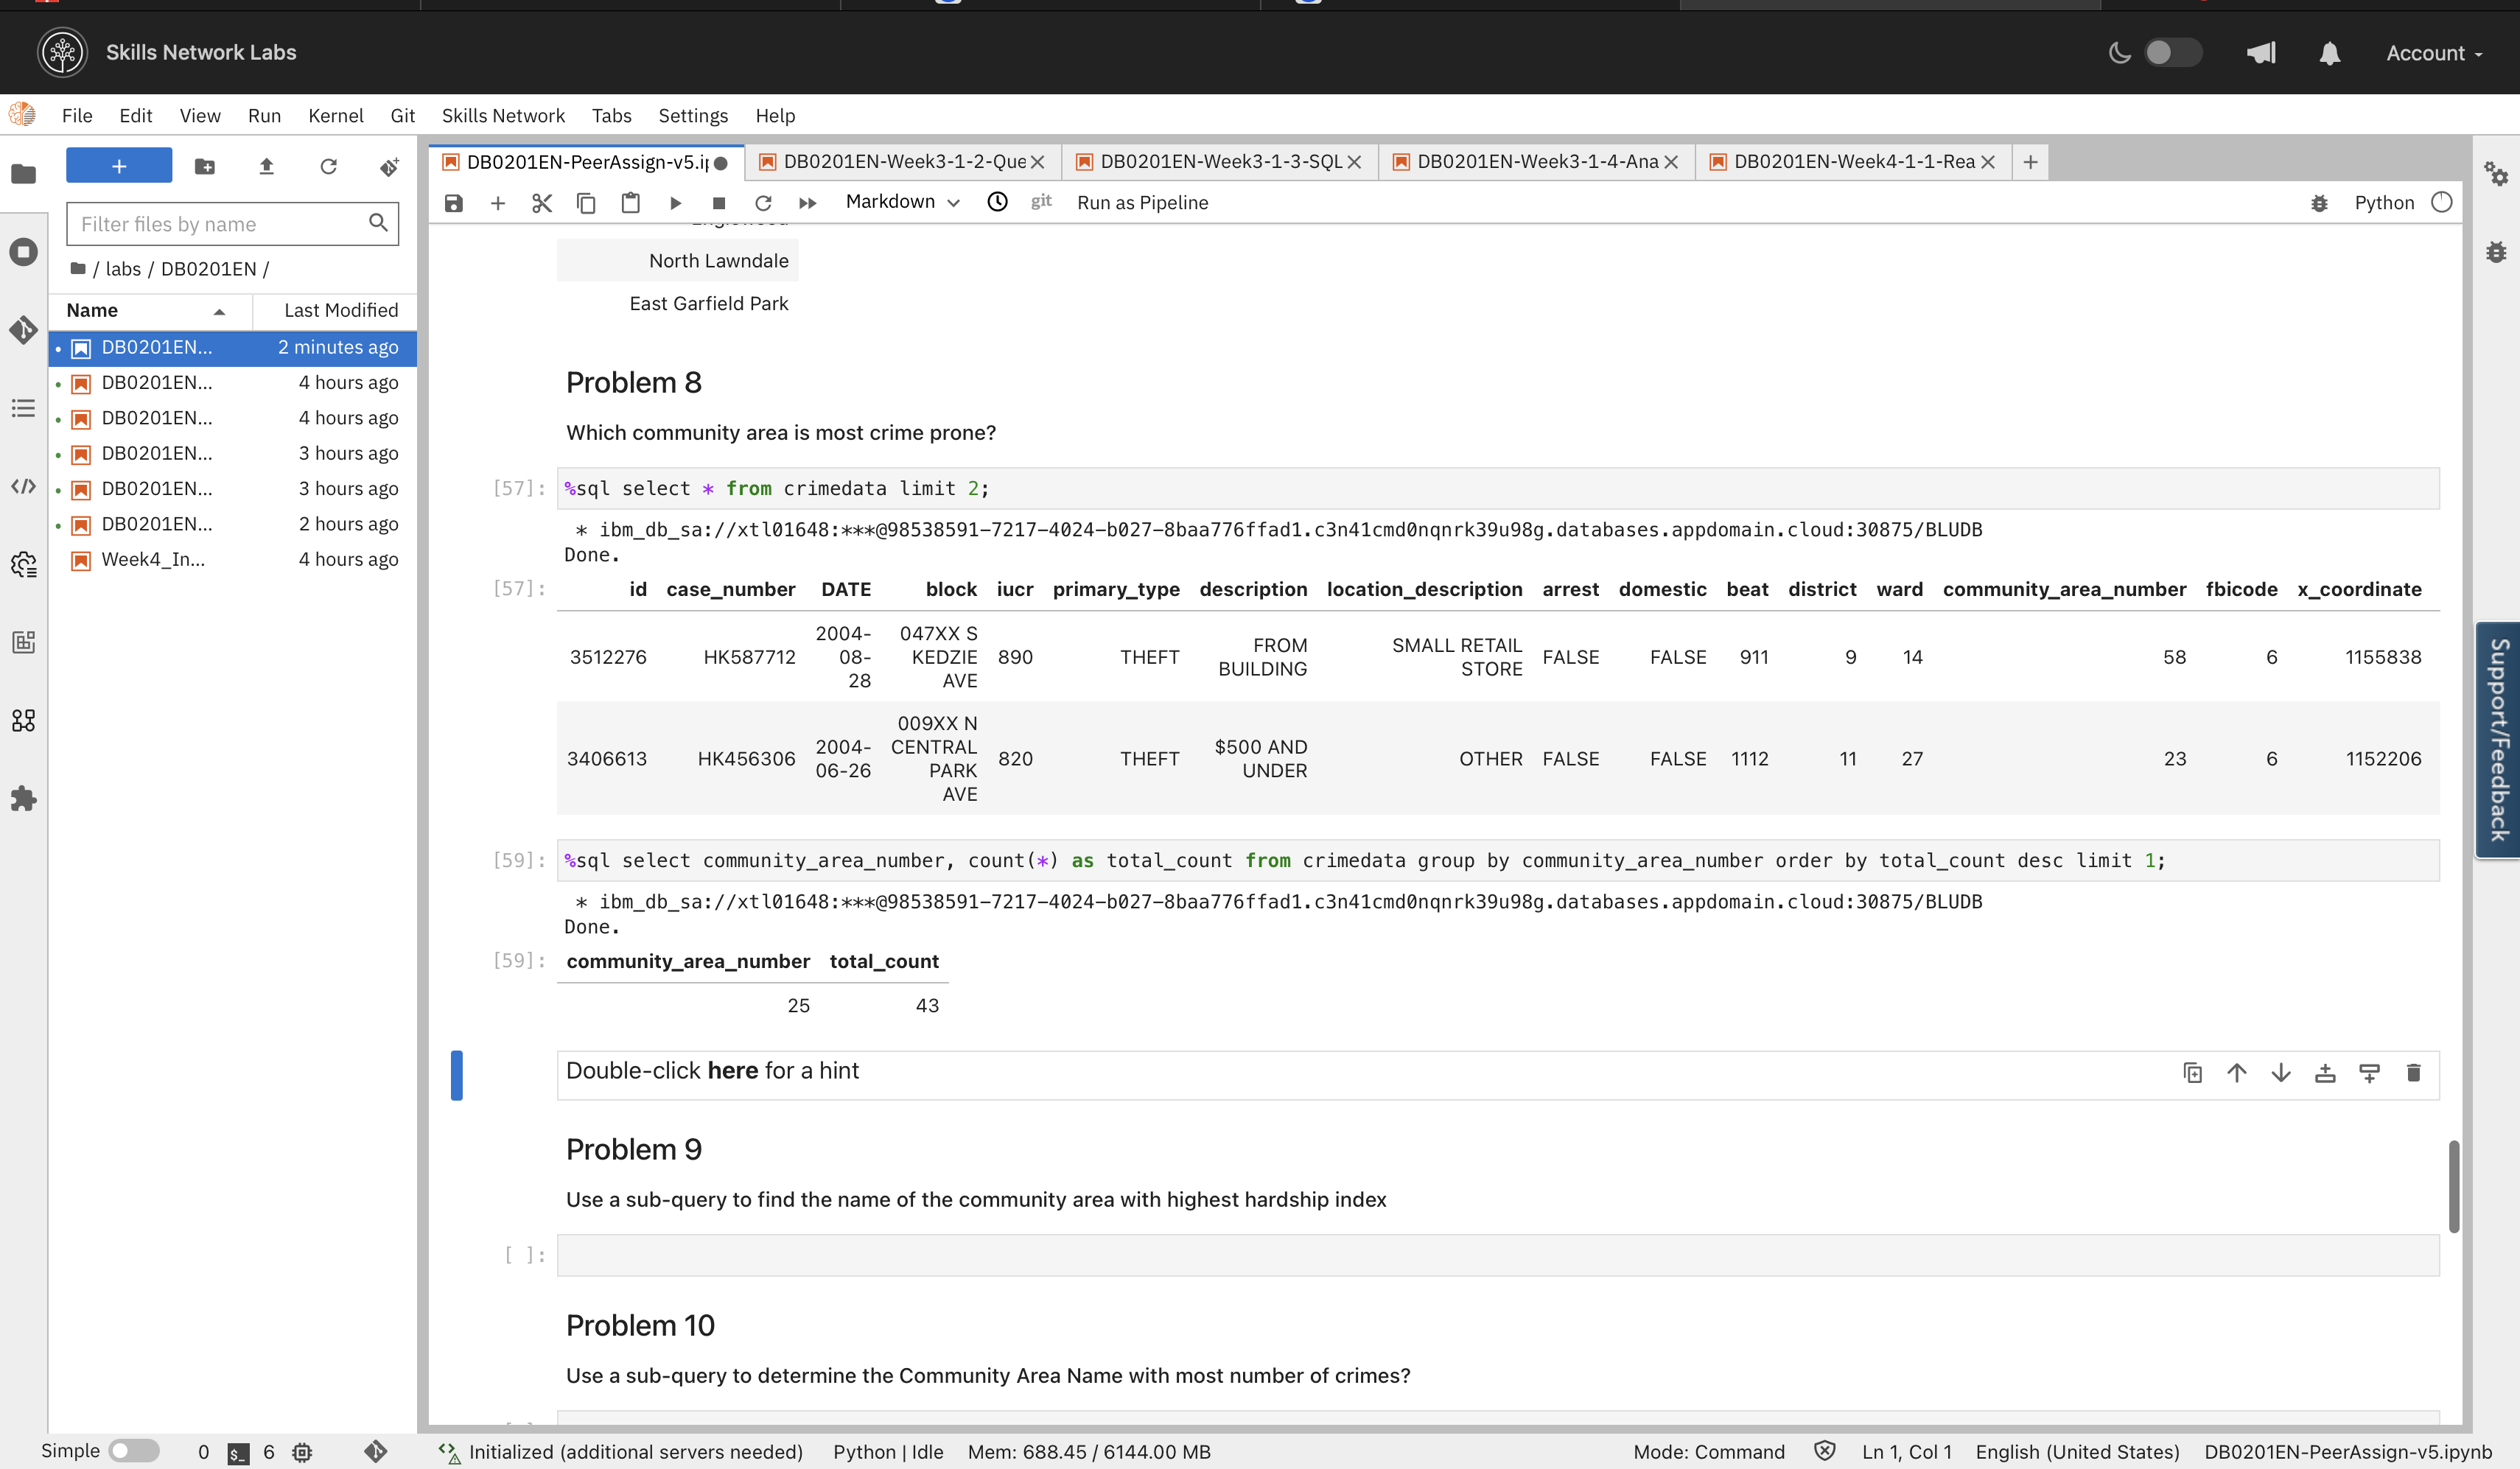 Skills Network Labs
Account
File Edit View Run Kernel Git Skills Network Tabs Settings Help
+
Filter files by name
/ labs / DB0201EN /
Name Last Modified
DB0201EN... 2 minutes ago
DB0201EN... 4 hours ago
DB0201EN... 4 hours ago
DB0201EN... 3 hours ago
DB0201EN... 3 hours ago
DB0201EN... 2 hours ago
Week4_In... 4 hours ago
DB0201EN-PeerAssign-v5.ip DB0201EN-Week3-1-2-Que DB0201EN-Week3-1-3-SQL DB0201EN-Week3-1-4-Ana DB0201EN-Week4-1-1-Rea +
Markdown git Run as Pipeline Python
North Lawndale
East Garfield Park
Problem 8
Which community area is most crime prone?
[57]: %sql select * from crimedata limit 2;
* ibm_db_sa://xtl01648:***@98538591-7217-4024-b027-8baa776ffad1.c3n41cmd0nqnrk39u98g.databases.appdomain.cloud:30875/BLUDB
Done.
[57]: id case_number DATE block iucr primary_type description location_description arrest domestic beat district ward community_area_number fbicode x_coordinate
3512276 HK587712 2004-08-28 047XX S KEDZIE AVE 890 THEFT FROM BUILDING SMALL RETAIL STORE FALSE FALSE 911 9 14 58 6 1155838
3406613 HK456306 2004-06-26 009XX N CENTRAL PARK AVE 820 THEFT $500 AND UNDER OTHER FALSE FALSE 1112 11 27 23 6 1152206
[59]: %sql select community_area_number, count(*) as total_count from crimedata group by community_area_number order by total_count desc limit 1;
* ibm_db_sa://xtl01648:***@98538591-7217-4024-b027-8baa776ffad1.c3n41cmd0nqnrk39u98g.databases.appdomain.cloud:30875/BLUDB
Done.
[59]: community_area_number total_count
25 43
Double-click here for a hint
Problem 9
Use a sub-query to find the name of the community area with highest hardship index
[ ]:
Problem 10
Use a sub-query to determine the Community Area Name with most number of crimes?
Support/Feedback
Simple 0 $_ 6 Initialized (additional servers needed) Python | Idle Mem: 688.45 / 6144.00 MB Mode: Command Ln 1, Col 1 English (United States) DB0201EN-PeerAssign-v5.ipynb